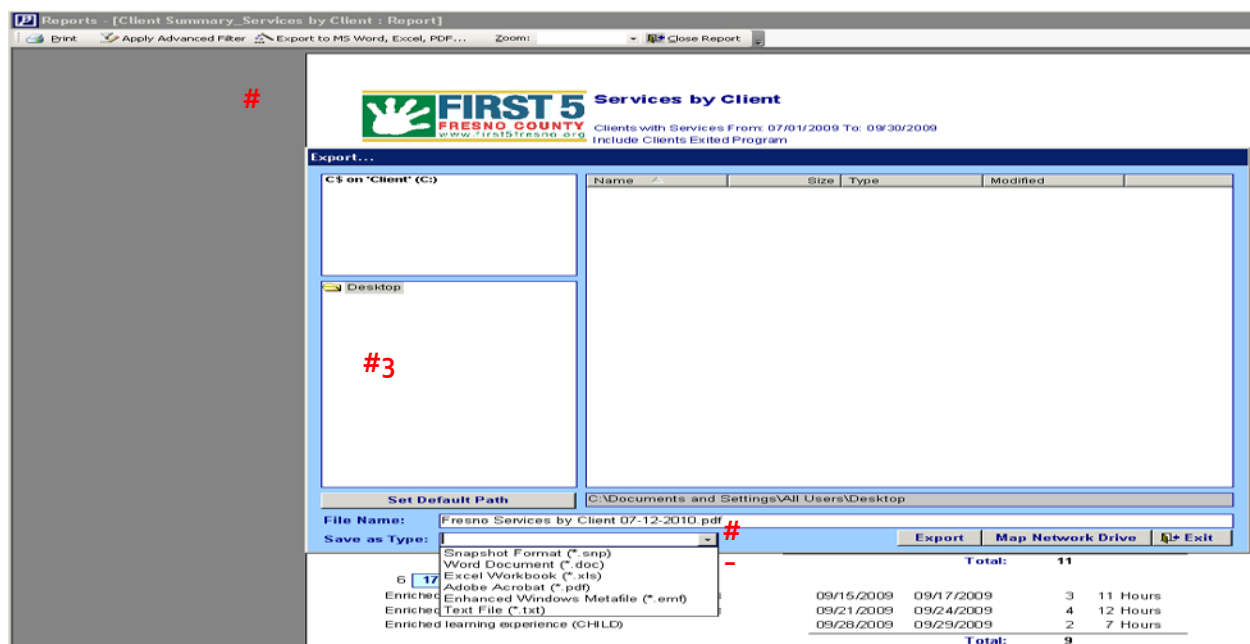 Reports - [Client Summary_Services by Client : Report]
Print Apply Advanced Filter Export to MS Word, Excel, PDF... Zoom: Close Report
#
FIRST 5
FRESNO COUNTY
www.first5fresno.org
Services by Client
Clients with Services From: 07/01/2009 To: 09/30/2009
Include Clients Exited Program
Export...
C$ on 'Client' (C:)
Name Size Type Modified
Desktop
#3
Set Default Path C:\Documents and Settings\All Users\Desktop
File Name: Fresno Services by Client 07-12-2010.pdf
#
Save as Type: Export Map Network Drive Exit
-
Snapshot Format (*.snp)
Word Document (*.doc)
Excel Workbook (*.xls)
Adobe Acrobat (*.pdf)
Enhanced Windows Metafile (*.emf)
Text File (*.txt)
Total: 11
6 17
Enriched 09/15/2009 09/17/2009 3 11 Hours
Enriched 09/21/2009 09/24/2009 4 12 Hours
Enriched learning experience (CHILD) 09/28/2009 09/29/2009 2 7 Hours
Total: 9